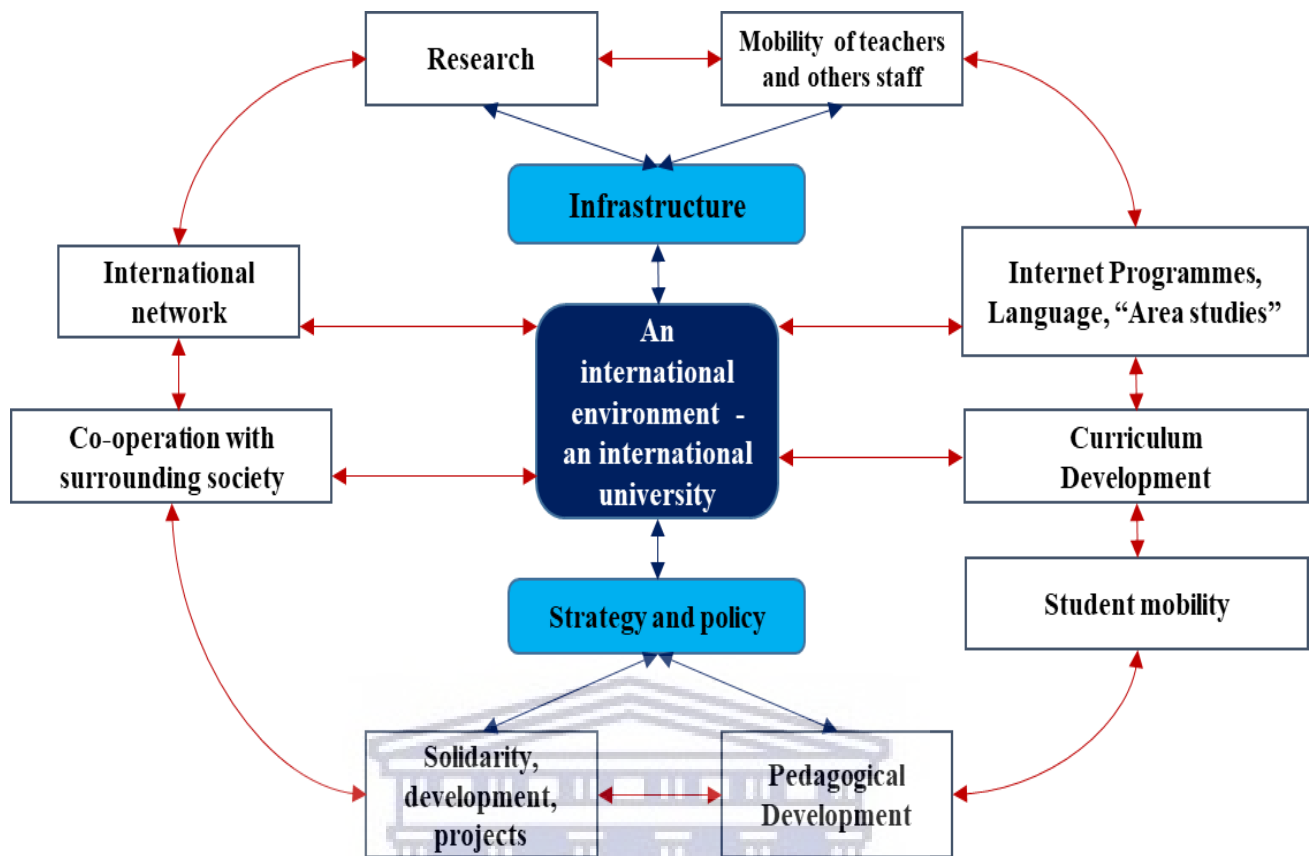 Research
Mobility of teachers
and others staff
Infrastructure
International
network
An
international
environment -
an international
university
Internet Programmes,
Language, “Area studies”
Co-operation with
surrounding society
Curriculum
Development
Strategy and policy
Student mobility
Solidarity,
development,
projects
Pedagogical
Development